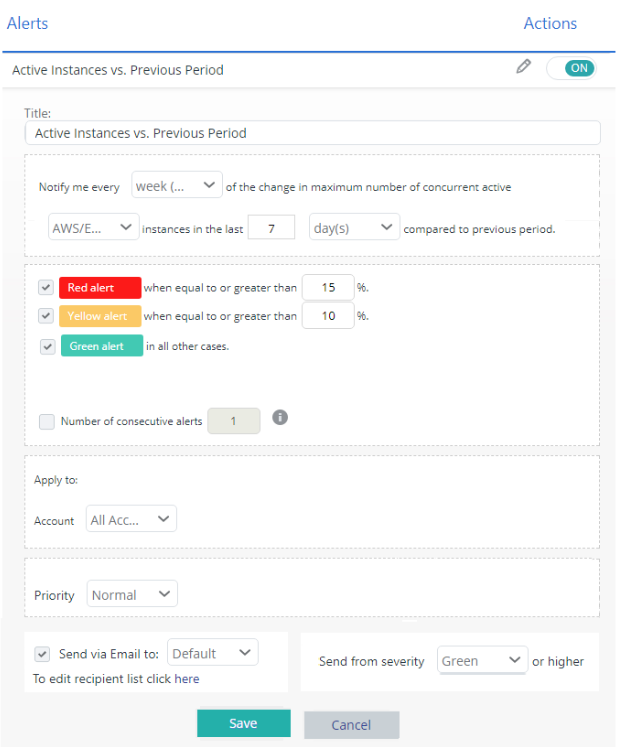 Alerts Actions
Active Instances vs. Previous Period ON
Title:
Active Instances vs. Previous Period
Notify me every week (... of the change in maximum number of concurrent active
AWS/E... instances in the last 7 day(s) compared to previous period.
Red alert when equal to or greater than 15 %.
Yellow alert when equal to or greater than 10 %.
Green alert in all other cases.
Number of consecutive alerts 1 i
Apply to:
Account All Acc...
Priority Normal
Send via Email to: Default
To edit recipient list click here
Send from severity Green or higher
Save Cancel